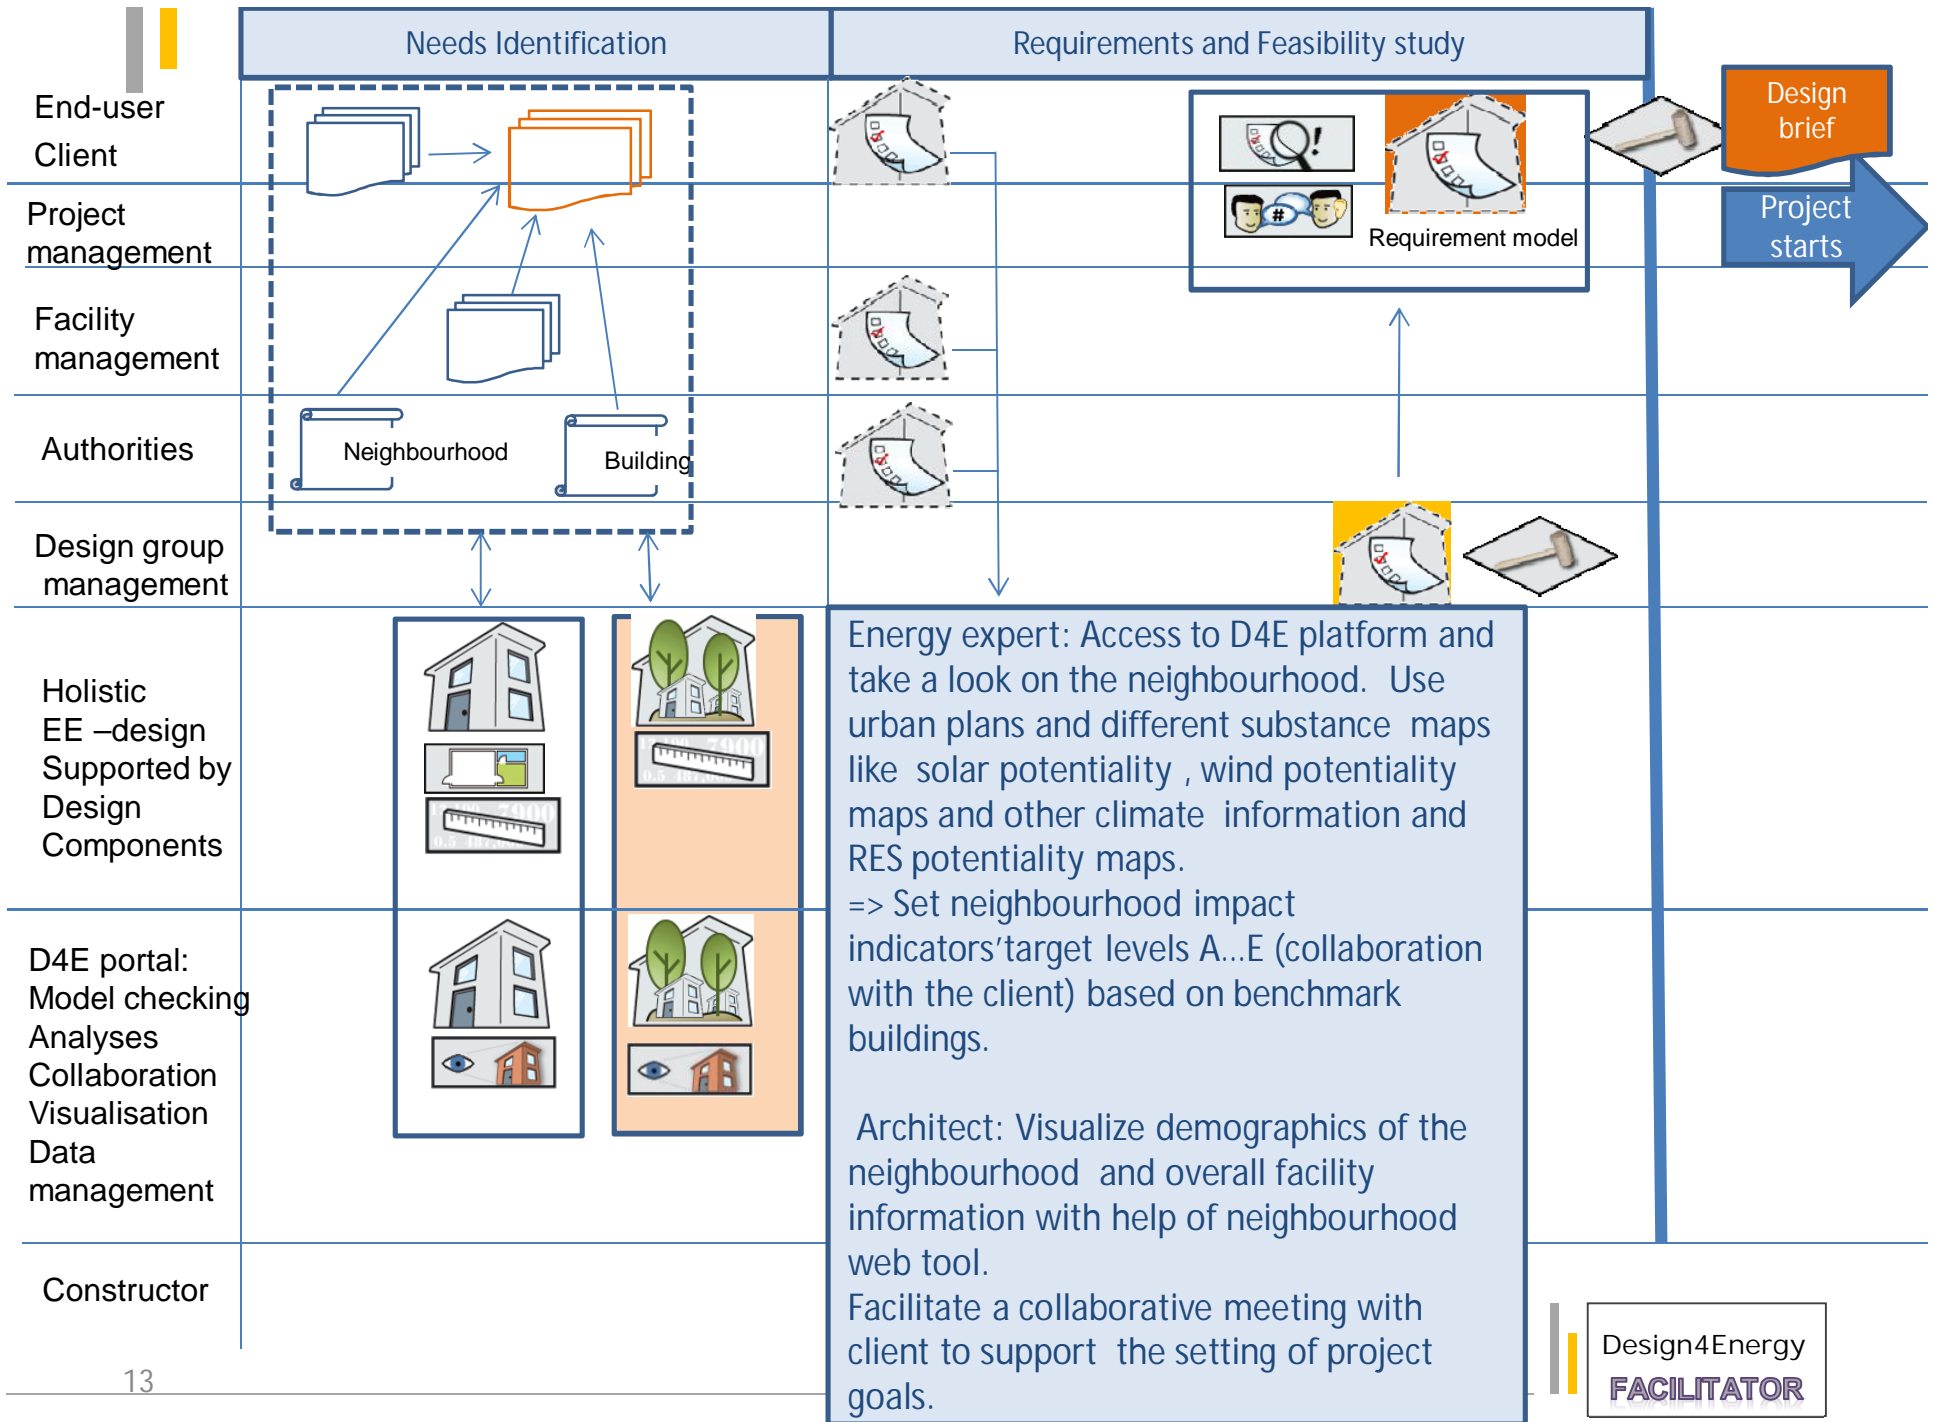 Needs Identification
Requirements and Feasibility study
End-user
Client
Design
brief
Project
management
Project
starts
#
!
Requirement model
Facility
management
Authorities
Neighbourhood
Building
Design group
management
Holistic
EE –design
Supported by
Design
Components
7900
7900
Energy expert: Access to D4E platform and
take a look on the neighbourhood.  Use
urban plans and different substance  maps
like  solar potentiality , wind potentiality
maps and other climate  information and
RES potentiality maps.
=> Set neighbourhood impact
indicators'target levels A...E (collaboration
with the client) based on benchmark
buildings.
Architect: Visualize demographics of the
neighbourhood  and overall facility
information with help of neighbourhood
web tool.
Facilitate a collaborative meeting with
client to support  the setting of project
goals.
D4E portal:
Model checking
Analyses
Collaboration
Visualisation
Data
management
Constructor
13
Design4Energy
FACILITATOR